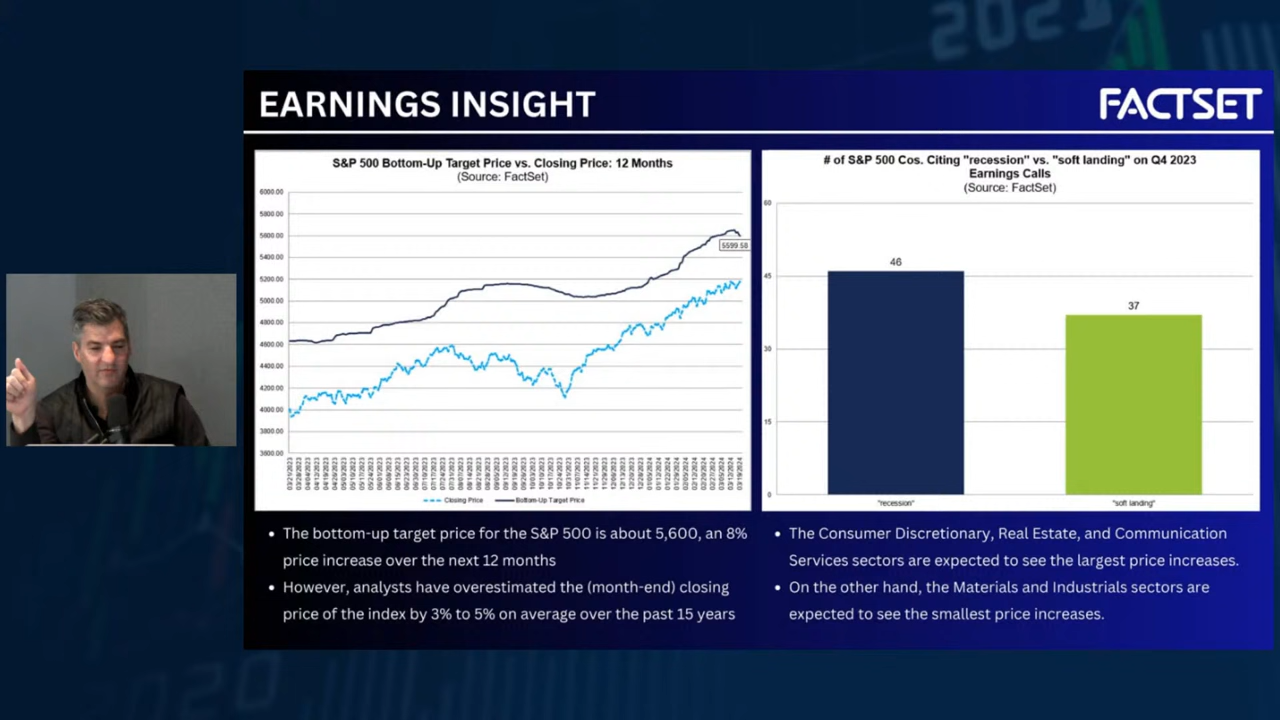 2021
EARNINGS INSIGHT
FACTSET
S&P 500 Bottom-Up Target Price vs. Closing Price: 12 Months
(Source: FactSet)
6000.00
5800.00
5600.00
5400.00
5200.00
5000.00
4800.00
4600.00
4400.00
4200.00
4000.00
3800.00
3600.00
5599.58
Closing Price
Bottom-Up Target Price
# of S&P 500 Cos. Citing "recession" vs. "soft landing" on Q4 2023
Earnings Calls
(Source: FactSet)
60
45
30
15
0
46
37
"recession"
"soft landing"
• The bottom-up target price for the S&P 500 is about 5,600, an 8%
price increase over the next 12 months
• However, analysts have overestimated the (month-end) closing
price of the index by 3% to 5% on average over the past 15 years
• The Consumer Discretionary, Real Estate, and Communication
Services sectors are expected to see the largest price increases.
• On the other hand, the Materials and Industrials sectors are
expected to see the smallest price increases.
2020